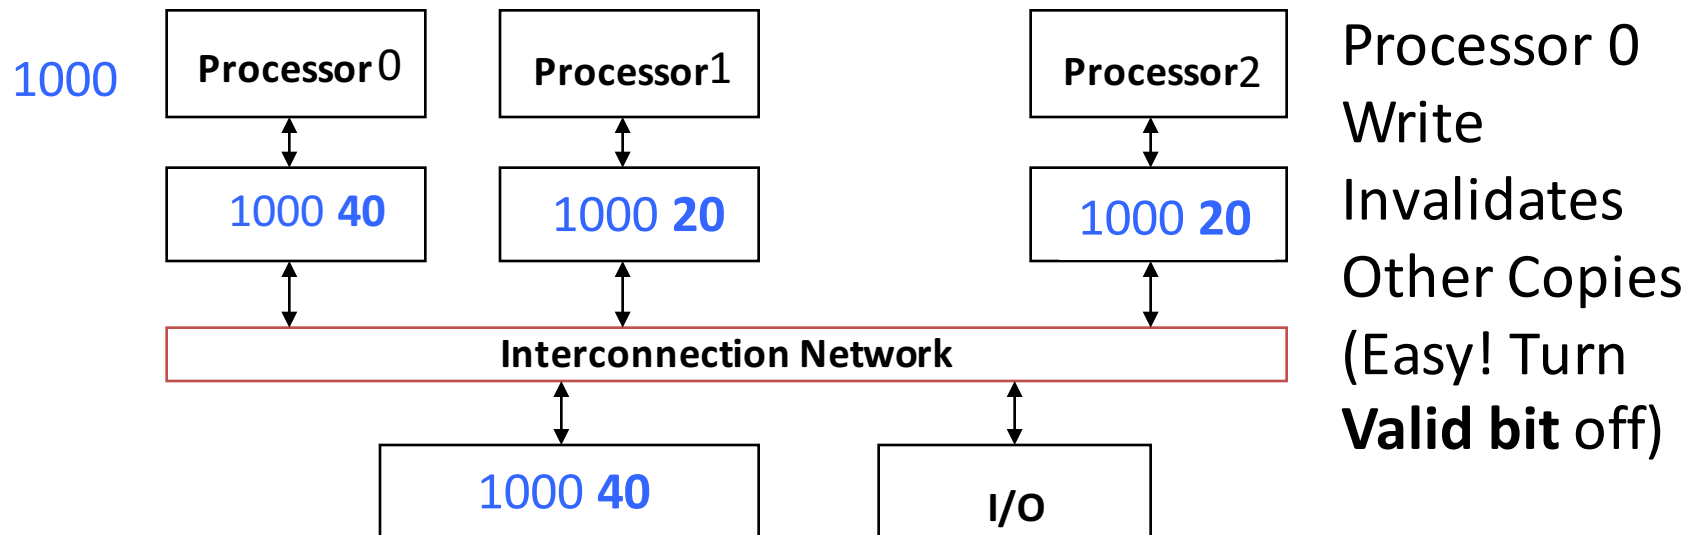 1000
Processor 0
Processor1
Processor2
1000 40
1000 20
1000 20
Interconnection Network
1000 40
I/O
Processor 0
Write
Invalidates
Other Copies
(Easy! Turn
Valid bit off)